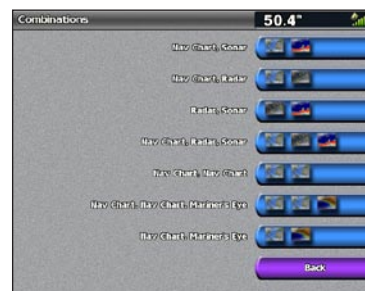 Combinations
50.4°
Nav Chart, Sonar
Nav Chart, Radar
Radar, Sonar
Nav Chart, Radar, Sonar
Nav Chart, Nav Chart
Nav Chart, Nav Chart, Mariner's Eye
Nav Chart, Mariner's Eye
Back